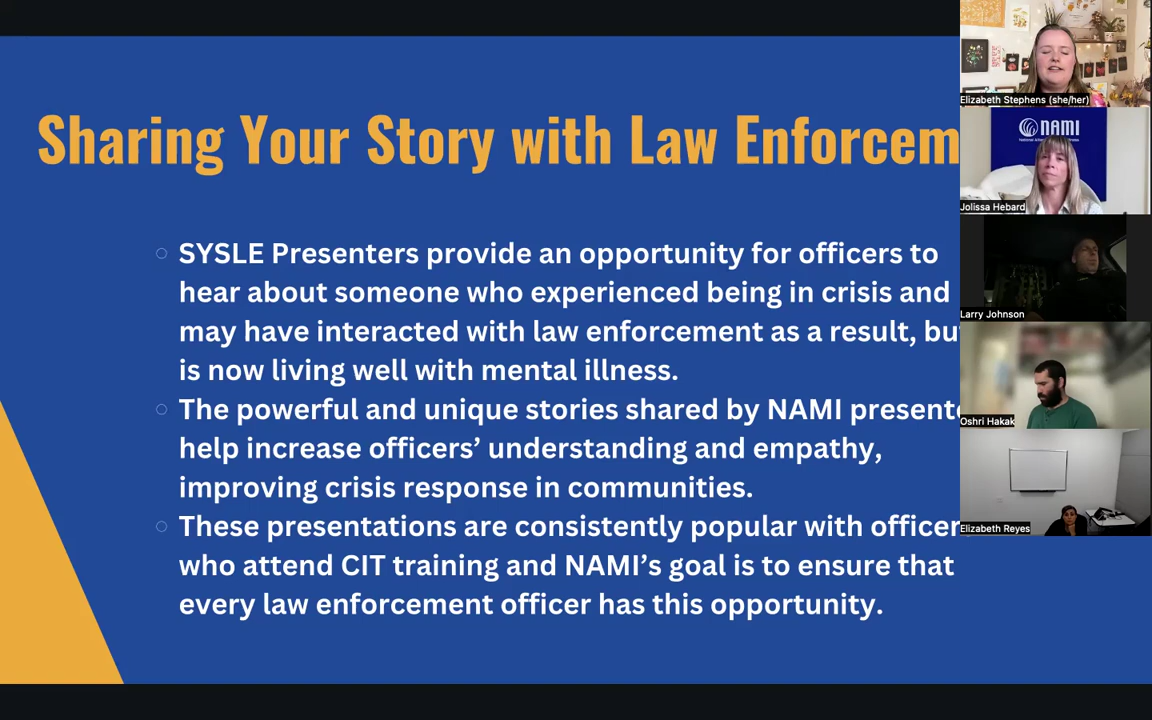 Sharing Your Story with Law Enforcem
SYSLE Presenters provide an opportunity for officers to
hear about someone who experienced being in crisis and
may have interacted with law enforcement as a result, but
is now living well with mental illness.
The powerful and unique stories shared by NAMI presente
help increase officers’ understanding and empathy,
improving crisis response in communities.
These presentations are consistently popular with officer
who attend CIT training and NAMI’s goal is to ensure that
every law enforcement officer has this opportunity.
Elizabeth Stephens (she/her)
NAMI
Jolissa Hebard
Larry Johnson
Oshri Hakak
Elizabeth Reyes